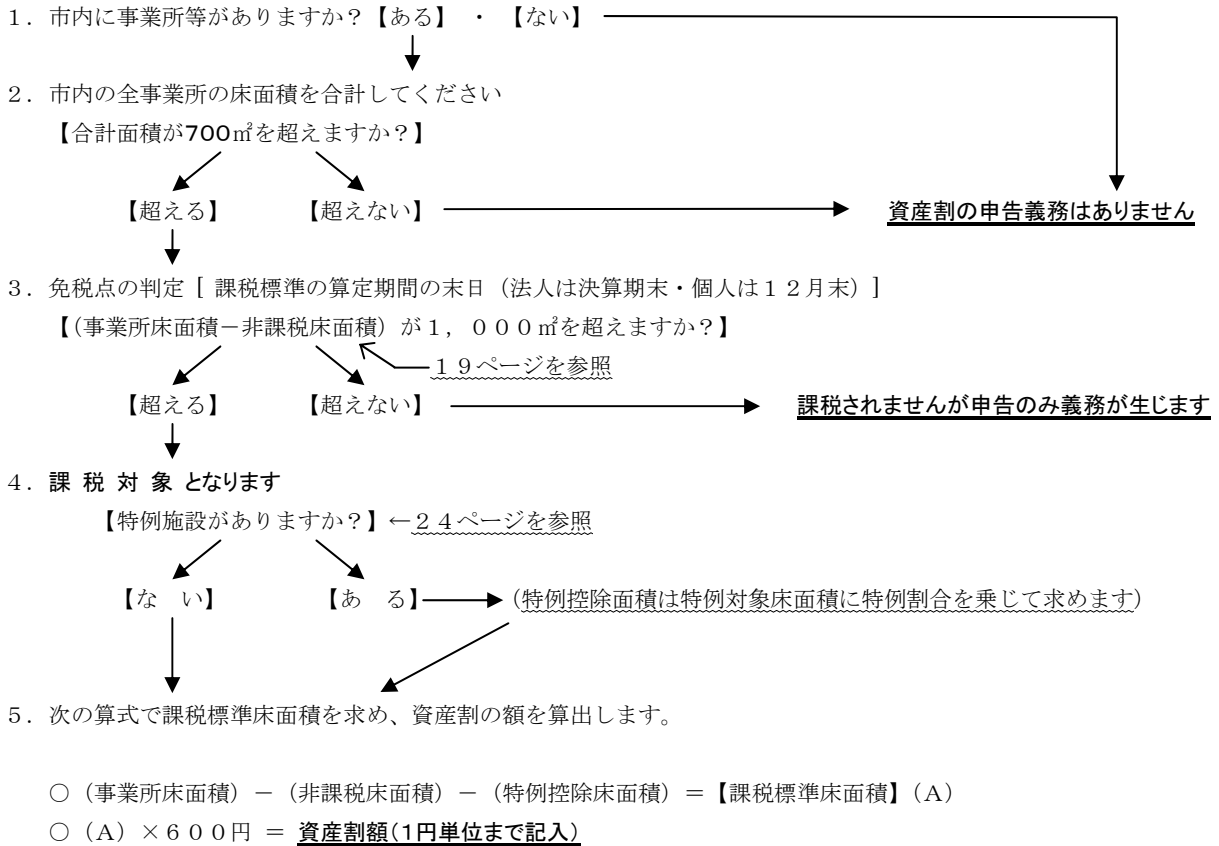 １．市内に事業所等がありますか？【ある】 ・ 【ない】
２．市内の全事業所の床面積を合計してください
【合計面積が700㎡を超えますか？】
【超える】 【超えない】 資産割の申告義務はありません
３．免税点の判定［ 課税標準の算定期間の末日（法人は決算期末・個人は１２月末）］
【(事業所床面積－非課税床面積）が１，０００㎡を超えますか？】
１９ページを参照
【超える】 【超えない】 課税されませんが申告のみ義務が生じます
４．課 税 対 象 となります
【特例施設がありますか？】←２４ページを参照
【な い】 【あ る】 (特例控除面積は特例対象床面積に特例割合を乗じて求めます)
５．次の算式で課税標準床面積を求め、資産割の額を算出します。
○（事業所床面積）－（非課税床面積）－（特例控除床面積）＝【課税標準床面積】（Ａ）
○（Ａ）×６００円 ＝ 資産割額（１円単位まで記入）